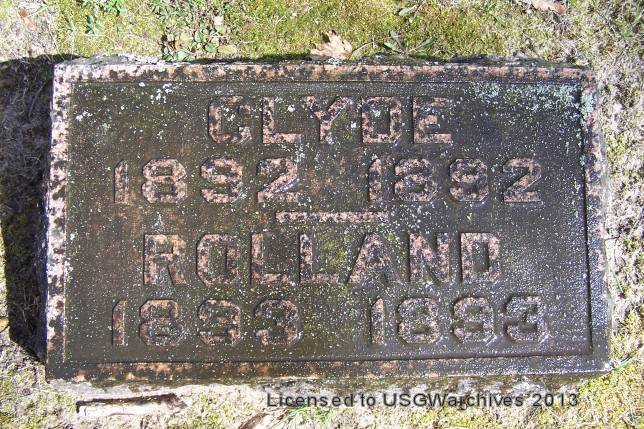 CLYDE
1892 1892
ROLLAND
1893 1893
Licensed to USGWarchives 2013